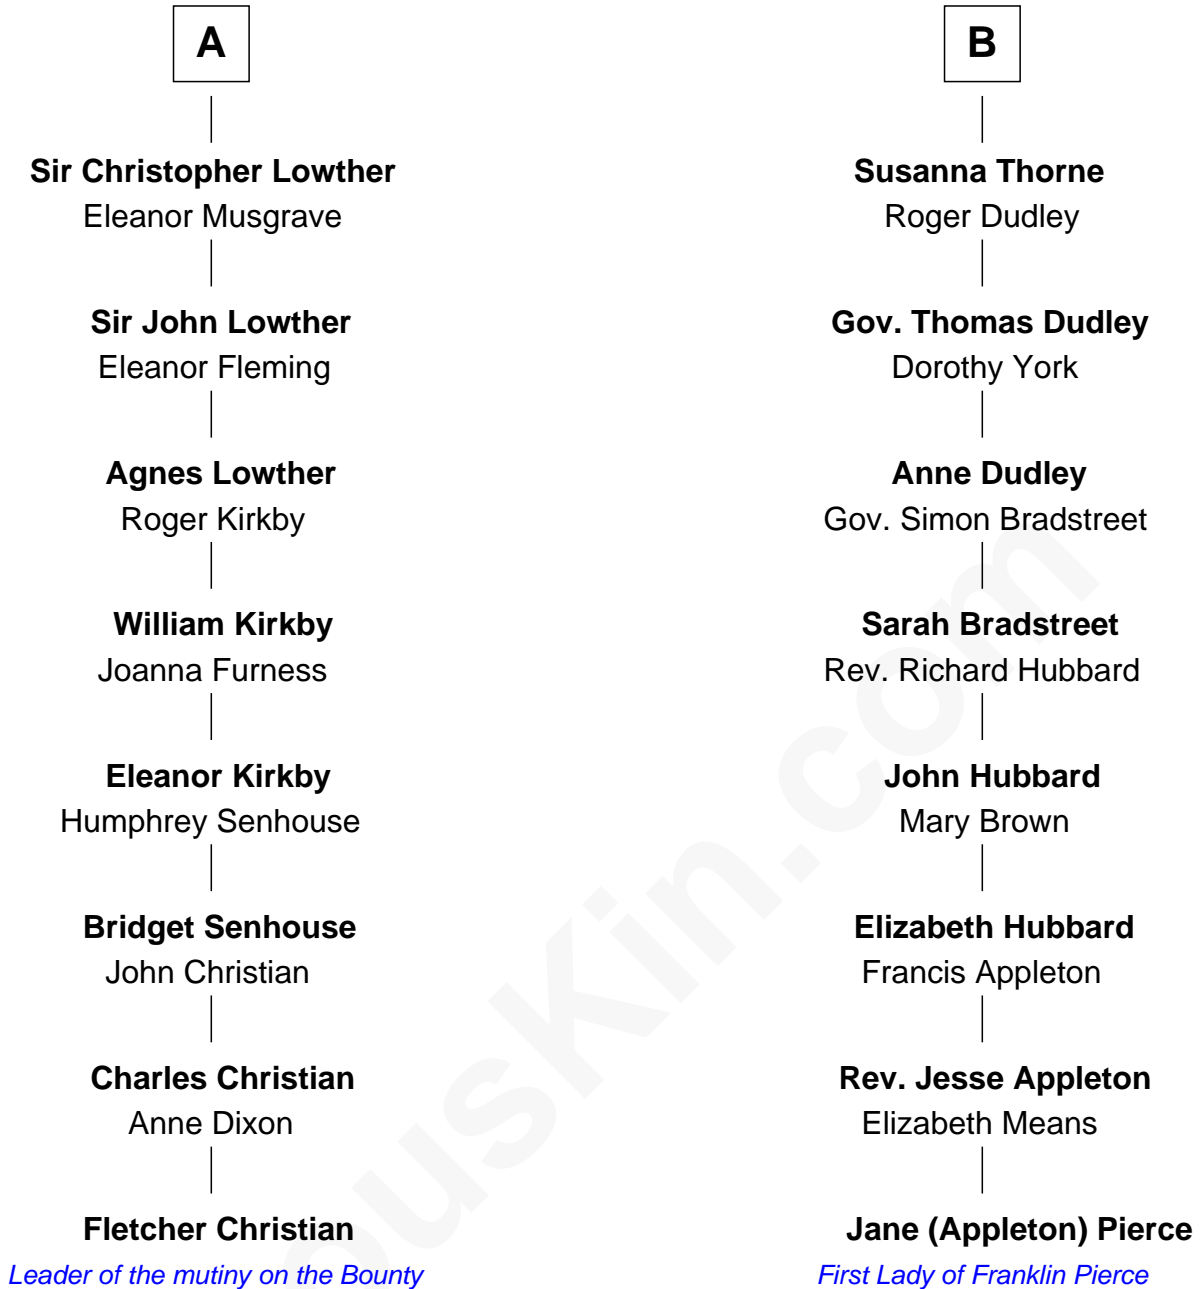 A
Sir Christopher Lowther
Eleanor Musgrave
Sir John Lowther
Eleanor Fleming
Agnes Lowther
Roger Kirkby
William Kirkby
Joanna Furness
Eleanor Kirkby
Humphrey Senhouse
Bridget Senhouse
John Christian
Charles Christian
Anne Dixon
Fletcher Christian
Leader of the mutiny on the Bounty
B
Susanna Thorne
Roger Dudley
Gov. Thomas Dudley
Dorothy York
Anne Dudley
Gov. Simon Bradstreet
Sarah Bradstreet
Rev. Richard Hubbard
John Hubbard
Mary Brown
Elizabeth Hubbard
Francis Appleton
Rev. Jesse Appleton
Elizabeth Means
Jane (Appleton) Pierce
First Lady of Franklin Pierce
ousKin.com